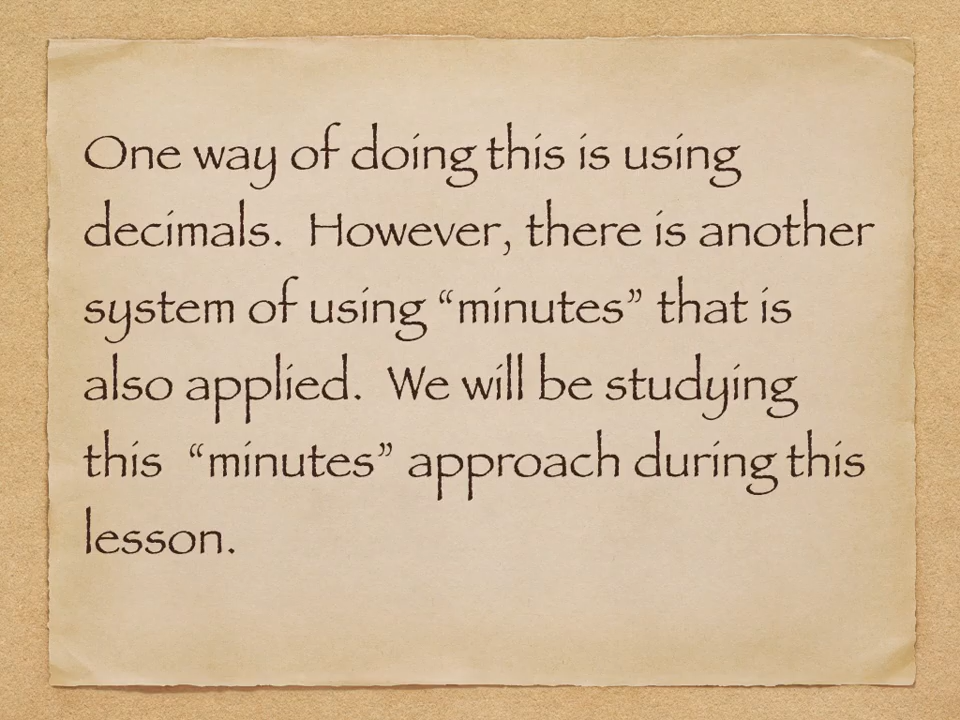 One way of doing this is using
decimals.  However, there is another
system of using “minutes” that is
also applied.  We will be studying
this  “minutes” approach during this
lesson.